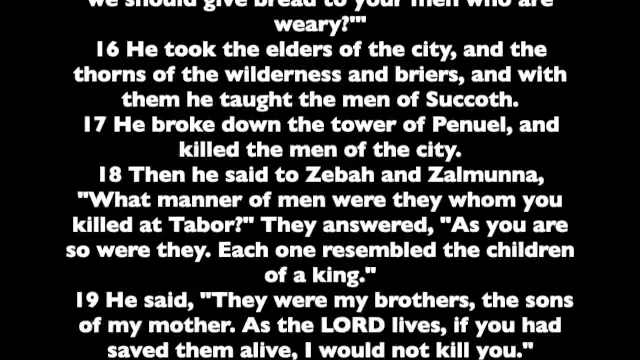 we should give bread to your men who are
weary?'"
16 He took the elders of the city, and the
thorns of the wilderness and briers, and with
them he taught the men of Succoth.
17 He broke down the tower of Penuel, and
killed the men of the city.
18 Then he said to Zebah and Zalmunna,
"What manner of men were they whom you
killed at Tabor?" They answered, "As you are
so were they. Each one resembled the children
of a king."
19 He said, "They were my brothers, the sons
of my mother. As the LORD lives, if you had
saved them alive, I would not kill you."